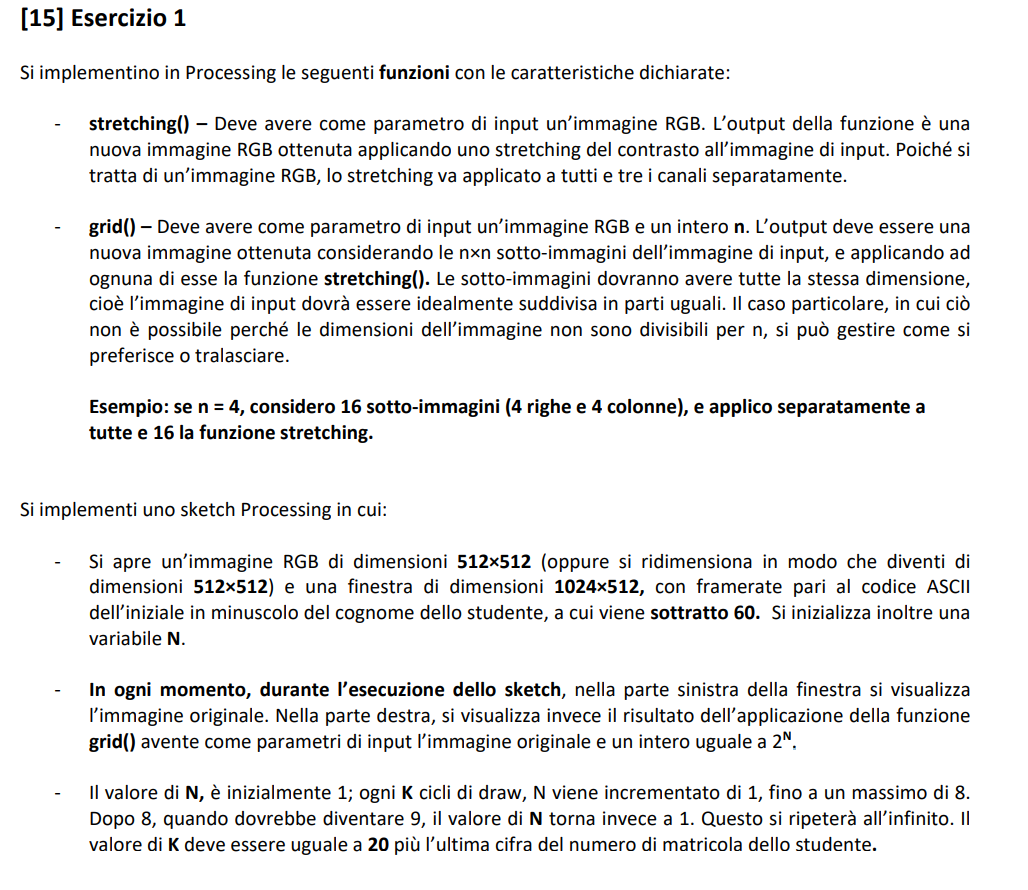 [15] Esercizio 1
Si implementino in Processing le seguenti funzioni con le caratteristiche dichiarate:
- stretching() – Deve avere come parametro di input un’immagine RGB. L’output della funzione è una
nuova immagine RGB ottenuta applicando uno stretching del contrasto all’immagine di input. Poiché si
tratta di un’immagine RGB, lo stretching va applicato a tutti e tre i canali separatamente.
- grid() – Deve avere come parametro di input un’immagine RGB e un intero n. L’output deve essere una
nuova immagine ottenuta considerando le n×n sotto-immagini dell’immagine di input, e applicando ad
ognuna di esse la funzione stretching(). Le sotto-immagini dovranno avere tutte la stessa dimensione,
cioè l’immagine di input dovrà essere idealmente suddivisa in parti uguali. Il caso particolare, in cui ciò
non è possibile perché le dimensioni dell’immagine non sono divisibili per n, si può gestire come si
preferisce o tralasciare.
Esempio: se n = 4, considero 16 sotto-immagini (4 righe e 4 colonne), e applico separatamente a
tutte e 16 la funzione stretching.
Si implementi uno sketch Processing in cui:
- Si apre un’immagine RGB di dimensioni 512×512 (oppure si ridimensiona in modo che diventi di
dimensioni 512×512) e una finestra di dimensioni 1024×512, con framerate pari al codice ASCII
dell’iniziale in minuscolo del cognome dello studente, a cui viene sottratto 60. Si inizializza inoltre una
variabile N.
- In ogni momento, durante l’esecuzione dello sketch, nella parte sinistra della finestra si visualizza
l’immagine originale. Nella parte destra, si visualizza invece il risultato dell’applicazione della funzione
grid() avente come parametri di input l’immagine originale e un intero uguale a 2ᴺ.
- Il valore di N, è inizialmente 1; ogni K cicli di draw, N viene incrementato di 1, fino a un massimo di 8.
Dopo 8, quando dovrebbe diventare 9, il valore di N torna invece a 1. Questo si ripeterà all’infinito. Il
valore di K deve essere uguale a 20 più l’ultima cifra del numero di matricola dello studente.